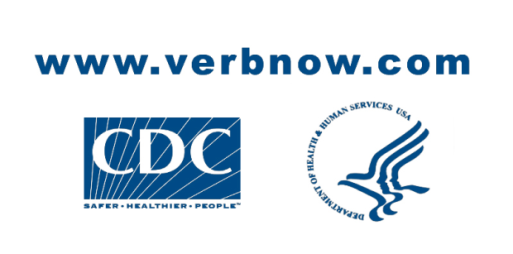 www.verbnow.com
CDC
SAFER • HEALTHIER • PEOPLE™
DEPARTMENT OF HEALTH & HUMAN SERVICES USA